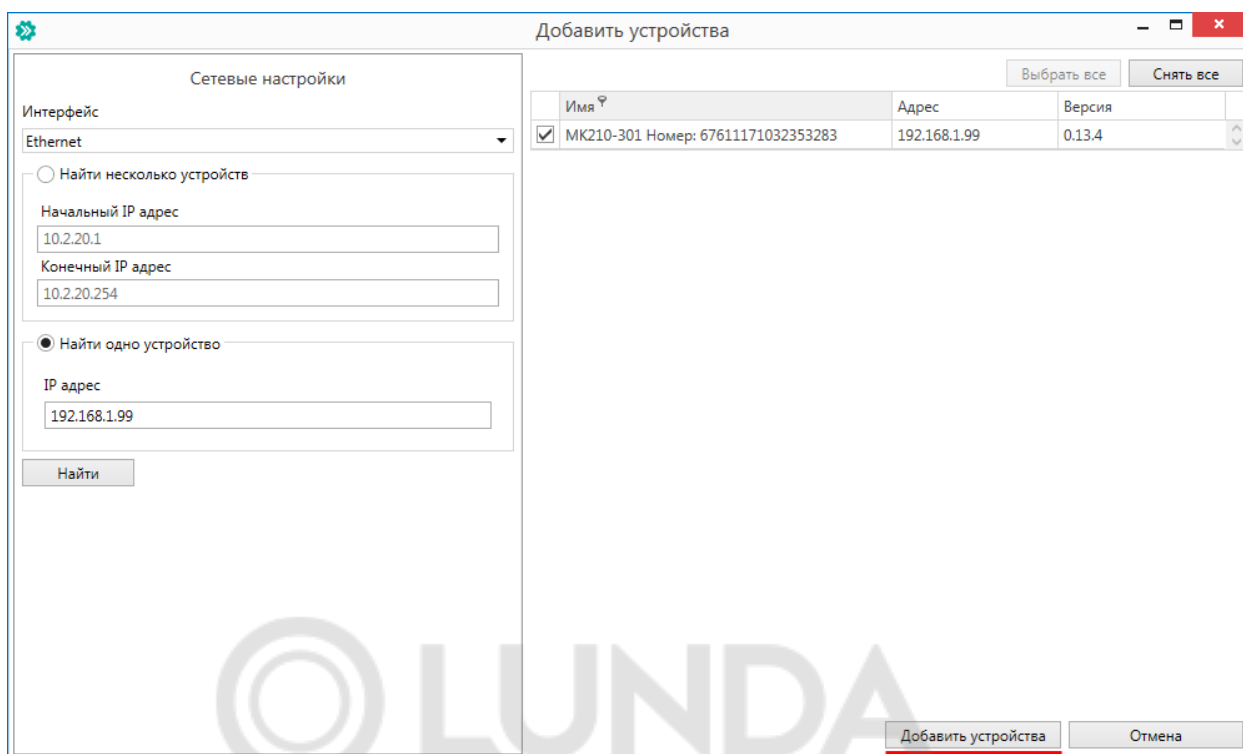 Добавить устройства
Сетевые настройки
Интерфейс
Ethernet
Найти несколько устройств
Начальный IP адрес
10.2.20.1
Конечный IP адрес
10.2.20.254
Найти одно устройство
IP адрес
192.168.1.99
Найти
Выбрать все Снять все
Имя Адрес Версия
МК210-301 Номер: 67611171032353283 192.168.1.99 0.13.4
LUNDA
Добавить устройства Отмена